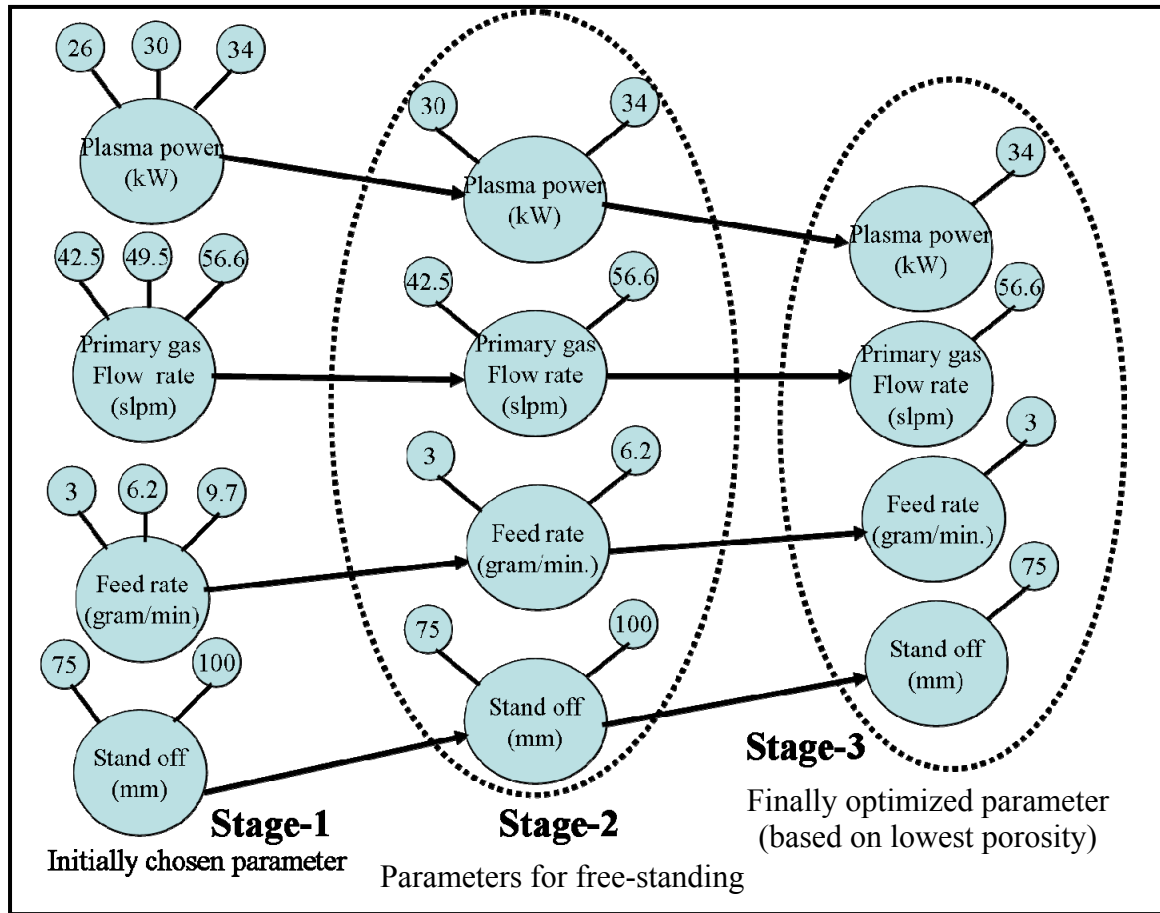 26
30
34
Plasma power
(kW)
42.5
49.5
56.6
Primary gas
Flow rate
(slpm)
3
6.2
9.7
Feed rate
(gram/min)
75
100
Stand off
(mm)
Stage-1
Initially chosen parameter
30
34
Plasma power
(kW)
42.5
56.6
Primary gas
Flow rate
(slpm)
3
6.2
Feed rate
(gram/min.)
75
100
Stand off
(mm)
Stage-2
Parameters for free-standing
34
Plasma power
(kW)
56.6
Primary gas
Flow rate
(slpm)
3
Feed rate
(gram/min.)
75
Stand off
(mm)
Stage-3
Finally optimized parameter
(based on lowest porosity)